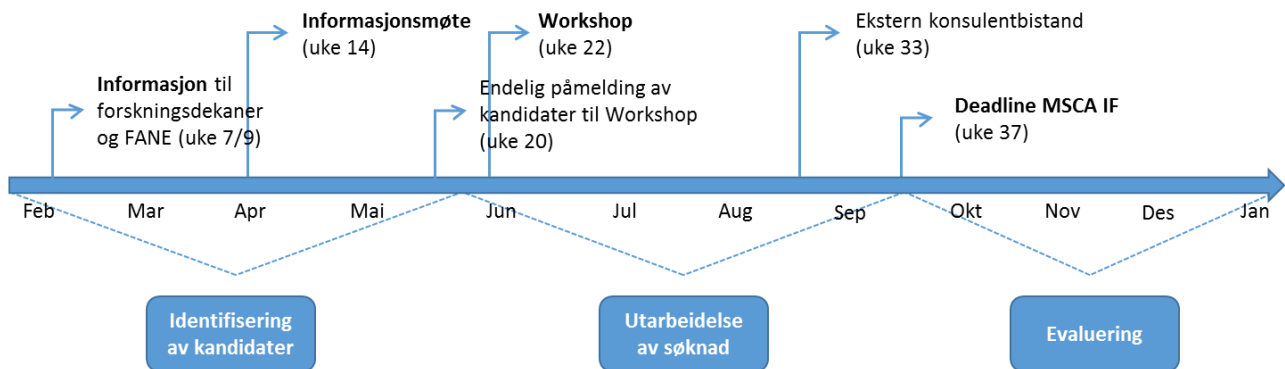 Informasjon til
forskningsdekaner
og FANE (uke 7/9)
Informasjonsmøte
(uke 14)
Endelig påmelding av
kandidater til Workshop
(uke 20)
Workshop
(uke 22)
Ekstern konsulentbistand
(uke 33)
Deadline MSCA IF
(uke 37)
Feb Mar Apr Mai Jun Jul Aug Sep Okt Nov Des Jan
Identifisering
av kandidater
Utarbeidelse
av søknad
Evaluering